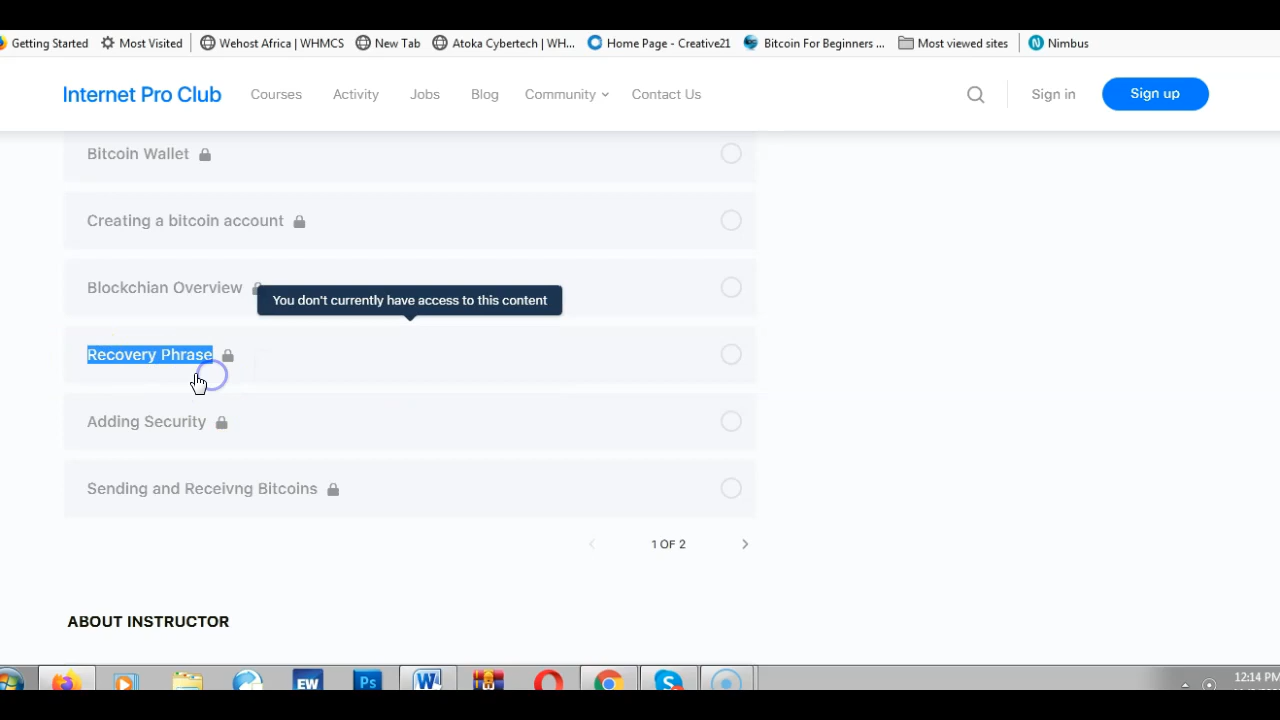 Getting Started Most Visited Wehost Africa | WHMCS New Tab Atoka Cybertech | WH... Home Page - Creative21 Bitcoin For Beginners ... Most viewed sites Nimbus
Internet Pro Club Courses Activity Jobs Blog Community Contact Us Sign in Sign up
Bitcoin Wallet
Creating a bitcoin account
Blockchian Overview
You don't currently have access to this content
Recovery Phrase
Adding Security
Sending and Receivng Bitcoins
1 OF 2
ABOUT INSTRUCTOR
EW Ps W S 12:14 PM